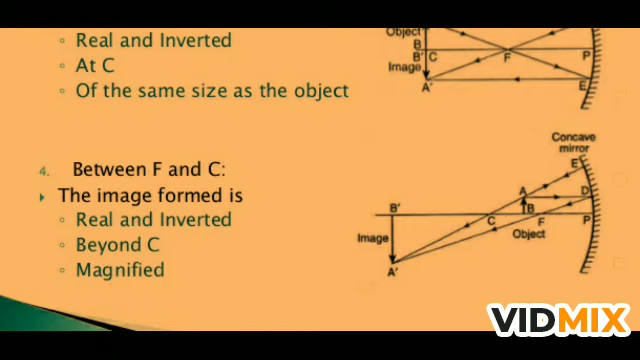 ◦ Real and Inverted
◦ At C
◦ Of the same size as the object
Object
B
B' C F P
Image
A' E
4. Between F and C:
The image formed is
◦ Real and Inverted
◦ Beyond C
◦ Magnified
Concave
mirror
E
A D
B' B
C F P
Image Object
A'
VIDMIX